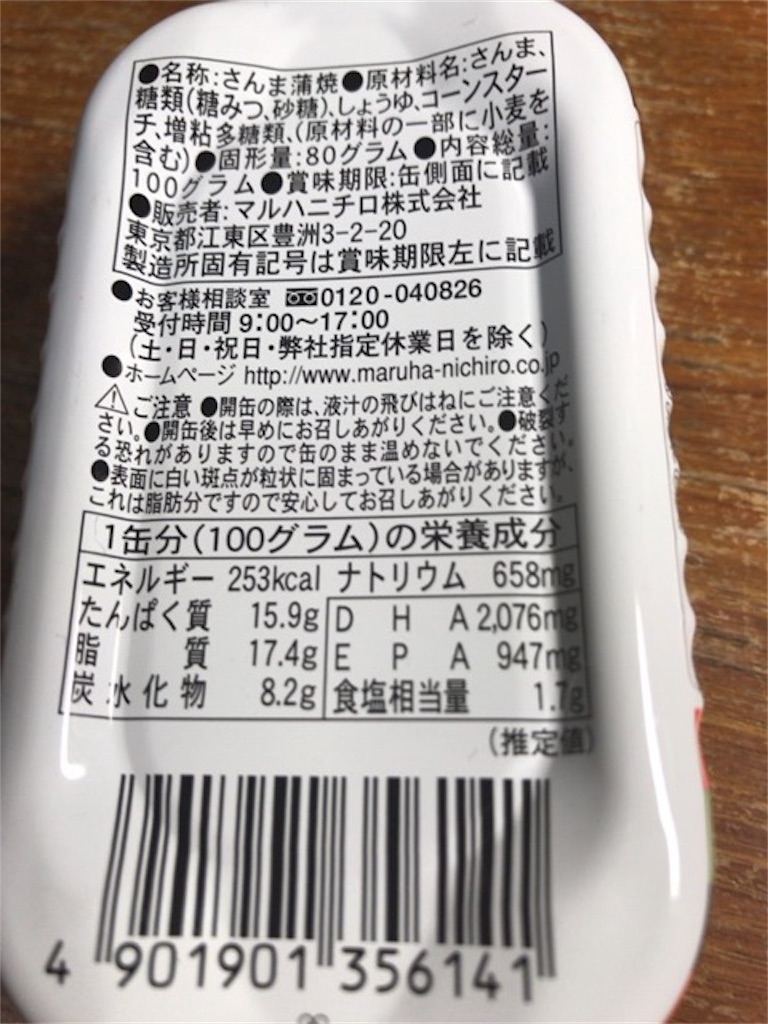 ●名称:さんま蒲焼●原材料名:さんま、
糖類(糖みつ、砂糖)、しょうゆ、コーンスター
チ、増粘多糖類、(原材料の一部に小麦を
含む)●固形量:80グラム●内容総量:
100グラム●賞味期限:缶側面に記載
●販売者:マルハニチロ株式会社
東京都江東区豊洲3-2-20
製造所固有記号は賞味期限左に記載
●お客様相談室 0120-040826
受付時間 9:00〜17:00
(土・日・祝日・弊社指定休業日を除く)
●ホームページ http://www.maruha-nichiro.co.jp
⚠ご注意 ●開缶の際は、液汁の飛びはねにご注意くだ
さい。●開缶後は早めにお召しあがりください。●破裂す
る恐れがありますので缶のまま温めないでください。
●表面に白い斑点が粒状に固まっている場合がありますが、
これは脂肪分ですので安心してお召しあがりください。
1缶分(100グラム)の栄養成分
エネルギー 253kcal ナトリウム 658mg
たんぱく質 15.9g D H A 2,076mg
脂 質 17.4g E P A 947mg
炭水化物 8.2g 食塩相当量 1.7g
(推定値)
4 901901 356141